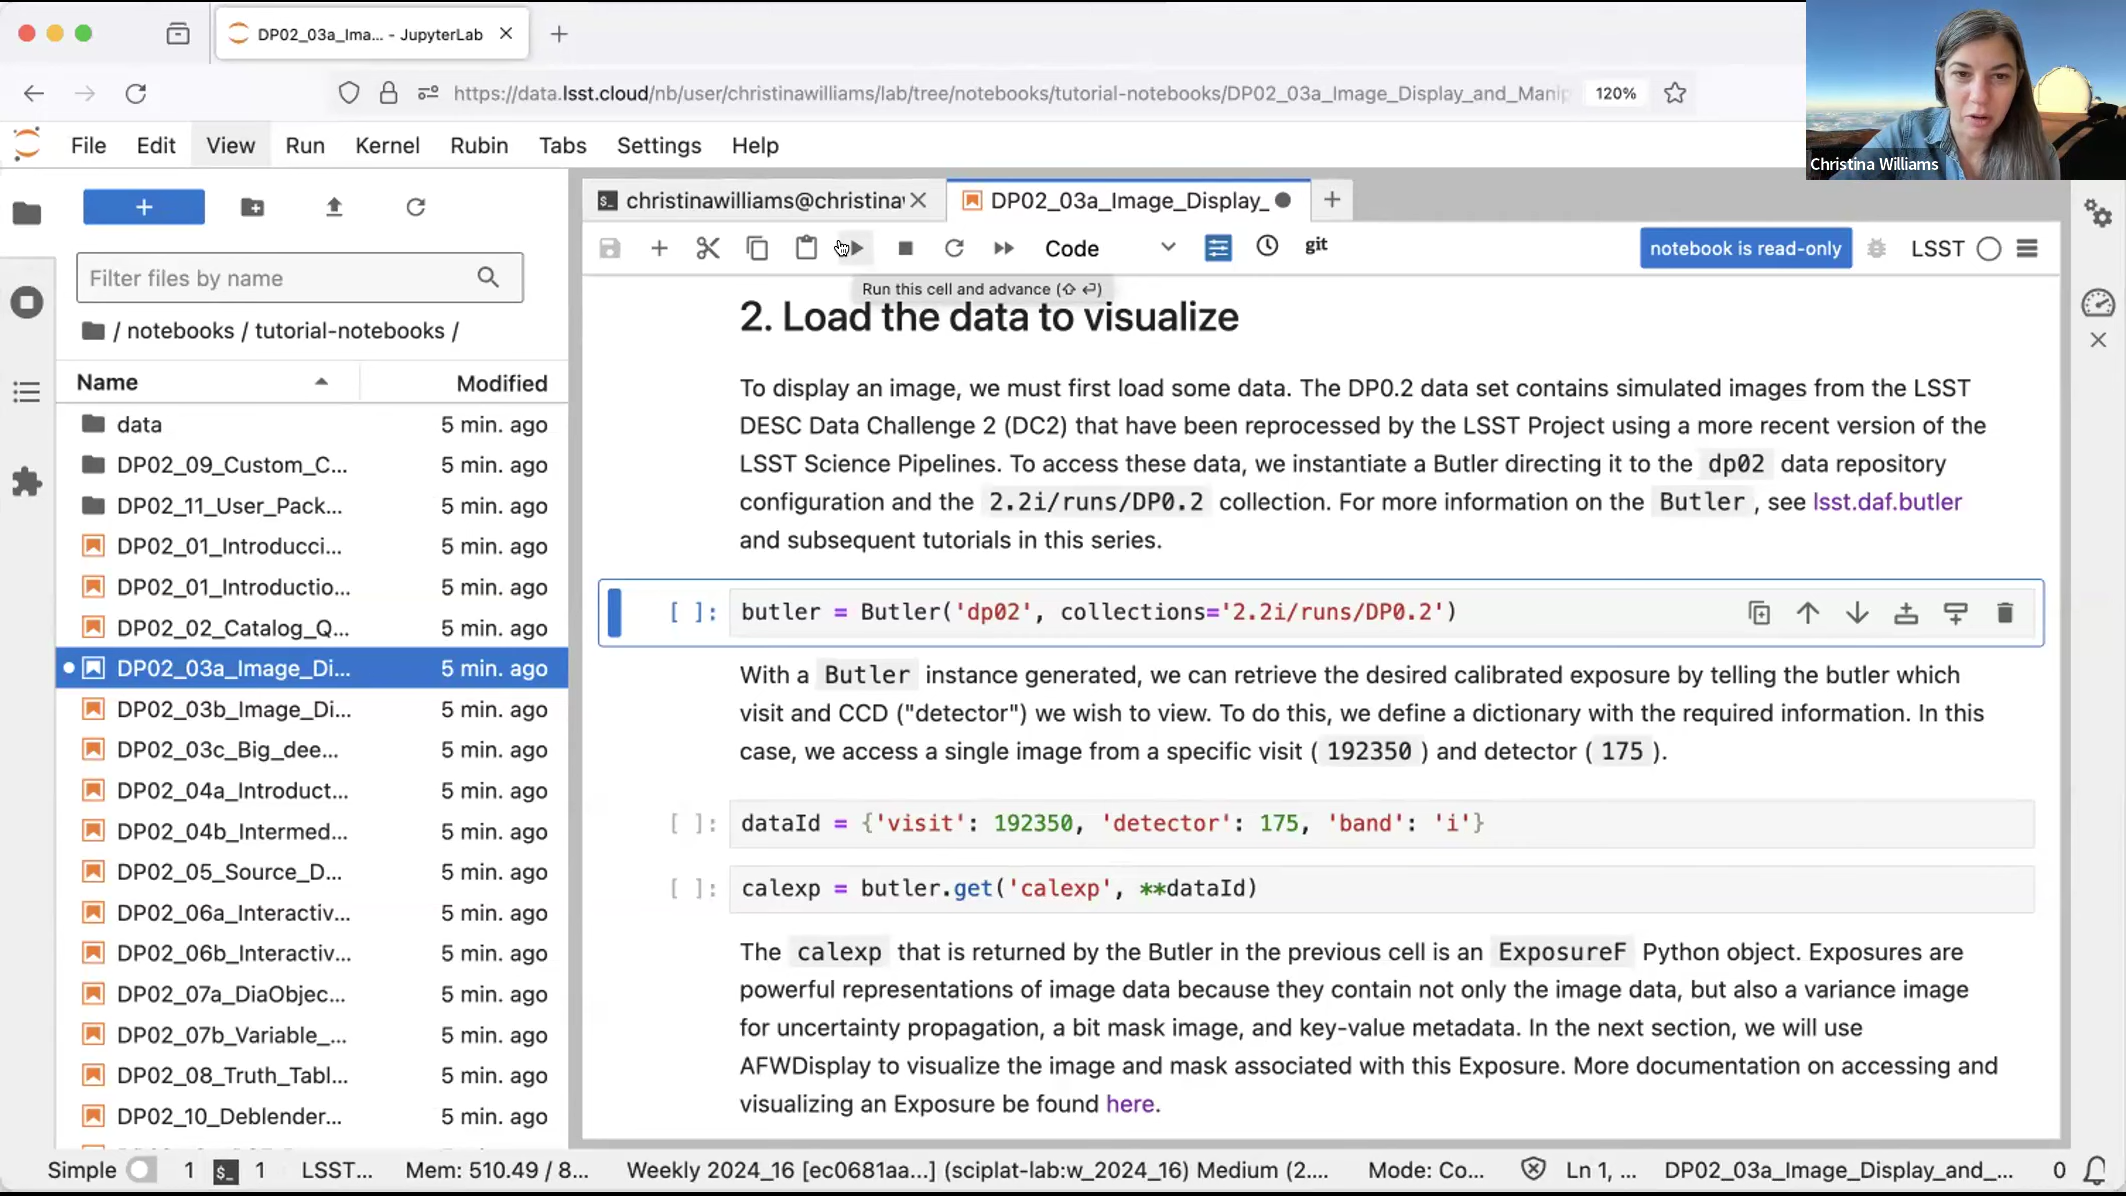 DP02_03a_Ima... - JupyterLab
https://data.lsst.cloud/nb/user/christinawilliams/lab/tree/notebooks/tutorial-notebooks/DP02_03a_Image_Display_and_Manip
120%
Christina Williams
File Edit View Run Kernel Rubin Tabs Settings Help
+
Filter files by name
/ notebooks / tutorial-notebooks /
Name Modified
data 5 min. ago
DP02_09_Custom_C... 5 min. ago
DP02_11_User_Pack... 5 min. ago
DP02_01_Introducci... 5 min. ago
DP02_01_Introductio... 5 min. ago
DP02_02_Catalog_Q... 5 min. ago
DP02_03a_Image_Di... 5 min. ago
DP02_03b_Image_Di... 5 min. ago
DP02_03c_Big_dee... 5 min. ago
DP02_04a_Introduct... 5 min. ago
DP02_04b_Intermed... 5 min. ago
DP02_05_Source_D... 5 min. ago
DP02_06a_Interactiv... 5 min. ago
DP02_06b_Interactiv... 5 min. ago
DP02_07a_DiaObjec... 5 min. ago
DP02_07b_Variable_... 5 min. ago
DP02_08_Truth_Tabl... 5 min. ago
DP02_10_Deblender... 5 min. ago
christinawilliams@christinaw
DP02_03a_Image_Display_
Code
git
notebook is read-only
LSST
Run this cell and advance (⇧ ⏎)
2. Load the data to visualize
To display an image, we must first load some data. The DP0.2 data set contains simulated images from the LSST
DESC Data Challenge 2 (DC2) that have been reprocessed by the LSST Project using a more recent version of the
LSST Science Pipelines. To access these data, we instantiate a Butler directing it to the dp02 data repository
configuration and the 2.2i/runs/DP0.2 collection. For more information on the Butler , see lsst.daf.butler
and subsequent tutorials in this series.
[ ]: butler = Butler('dp02', collections='2.2i/runs/DP0.2')
With a Butler instance generated, we can retrieve the desired calibrated exposure by telling the butler which
visit and CCD ("detector") we wish to view. To do this, we define a dictionary with the required information. In this
case, we access a single image from a specific visit ( 192350 ) and detector ( 175 ).
[ ]: dataId = {'visit': 192350, 'detector': 175, 'band': 'i'}
[ ]: calexp = butler.get('calexp', **dataId)
The calexp that is returned by the Butler in the previous cell is an ExposureF Python object. Exposures are
powerful representations of image data because they contain not only the image data, but also a variance image
for uncertainty propagation, a bit mask image, and key-value metadata. In the next section, we will use
AFWDisplay to visualize the image and mask associated with this Exposure. More documentation on accessing and
visualizing an Exposure be found here.
Simple 1 1 LSST... Mem: 510.49 / 8... Weekly 2024_16 [ec0681aa...] (sciplat-lab:w_2024_16) Medium (2.... Mode: Co... Ln 1, ... DP02_03a_Image_Display_and_... 0